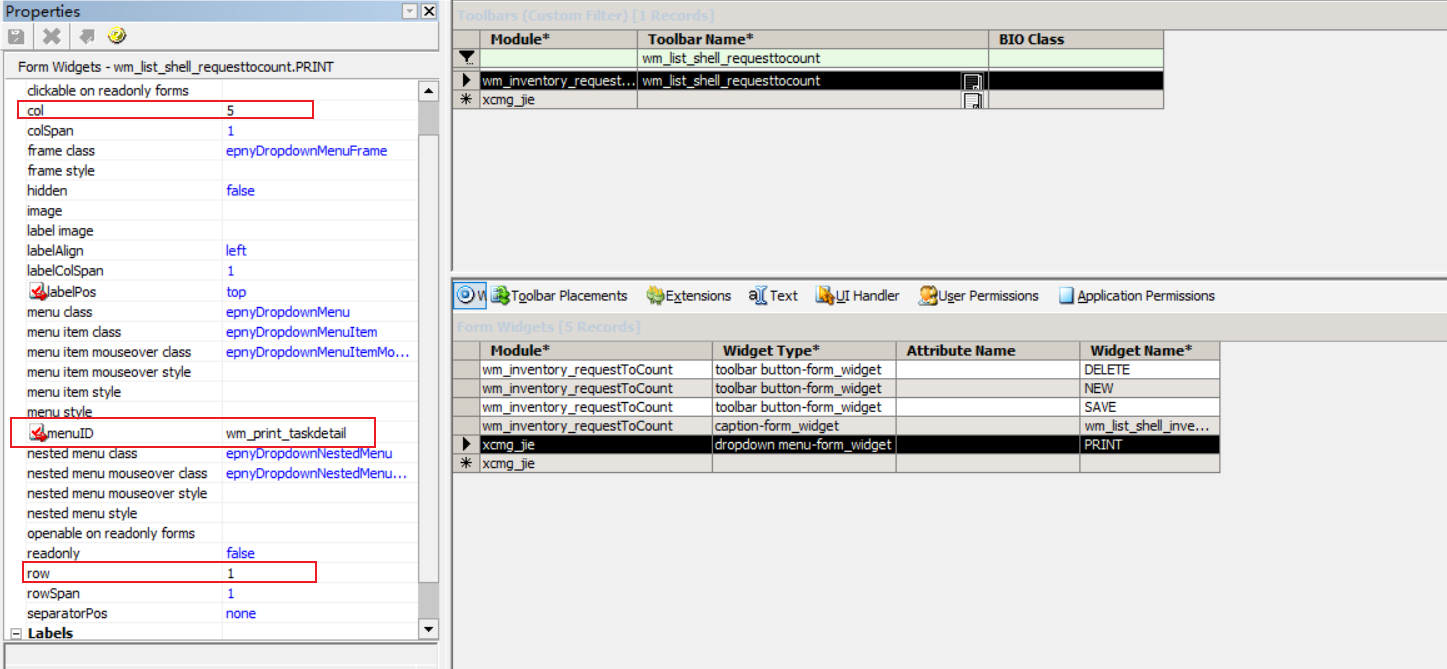 Properties
Form Widgets - wm_list_shell_requesttocount.PRINT
clickable on readonly forms
col 5
colSpan 1
frame class epnyDropdownMenuFrame
frame style
hidden false
image
label image
labelAlign left
labelColSpan 1
labelPos top
menu class epnyDropdownMenu
menu item class epnyDropdownMenuItem
menu item mouseover class epnyDropdownMenuItemMo...
menu item mouseover style
menu item style
menu style
menuID wm_print_taskdetail
nested menu class epnyDropdownNestedMenu
nested menu mouseover class epnyDropdownNestedMenu...
nested menu mouseover style
nested menu style
openable on readonly forms
readonly false
row 1
rowSpan 1
separatorPos none
Labels
Toolbars (Custom Filter) [1 Records]
Module* Toolbar Name* BIO Class
wm_list_shell_requesttocount
wm_inventory_request... wm_list_shell_requesttocount
xcmg_jie
W Toolbar Placements Extensions Text UI Handler User Permissions Application Permissions
Form Widgets [5 Records]
Module* Widget Type* Attribute Name Widget Name*
wm_inventory_requestToCount toolbar button-form_widget DELETE
wm_inventory_requestToCount toolbar button-form_widget NEW
wm_inventory_requestToCount toolbar button-form_widget SAVE
wm_inventory_requestToCount caption-form_widget wm_list_shell_inve...
xcmg_jie dropdown menu-form_widget PRINT
xcmg_jie